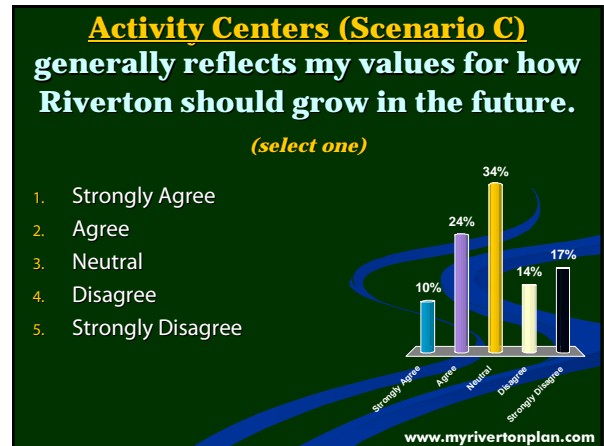 Activity Centers (Scenario C)
generally reflects my values for how
Riverton should grow in the future.
(select one)
1. Strongly Agree
2. Agree
3. Neutral
4. Disagree
5. Strongly Disagree
10%
24%
34%
14%
17%
Strongly Agree
Agree
Neutral
Disagree
Strongly Disagree
www.myrivertonplan.com